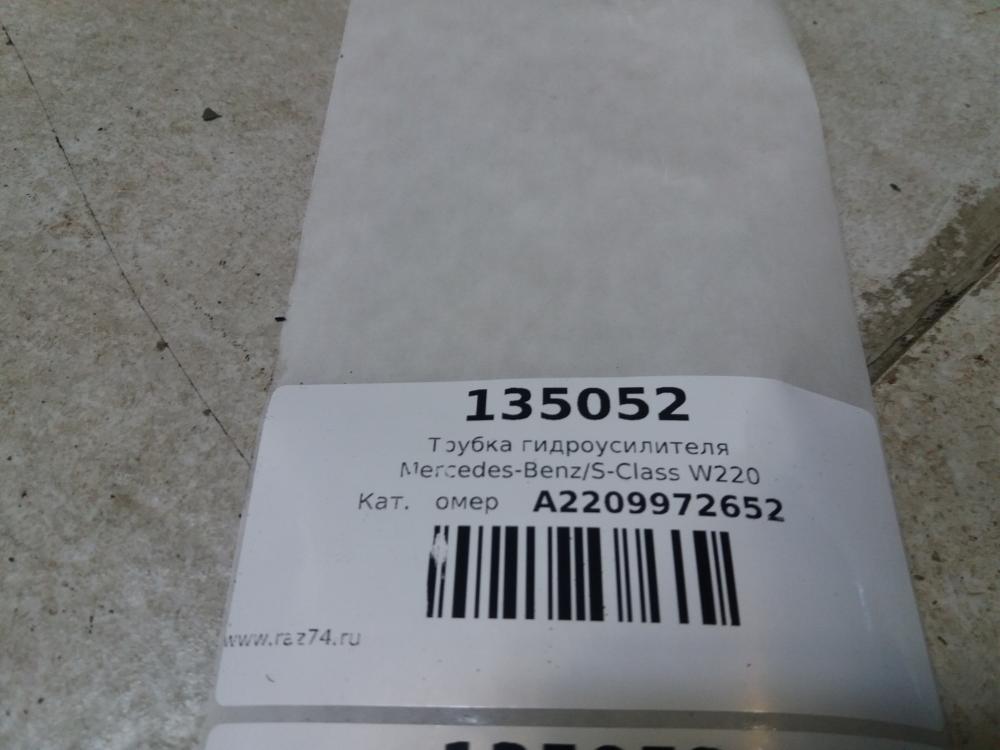 135052
Трубка гидроусилителя
Mercedes-Benz/S-Class W220
Кат. омер A2209972652
www.raz74.ru